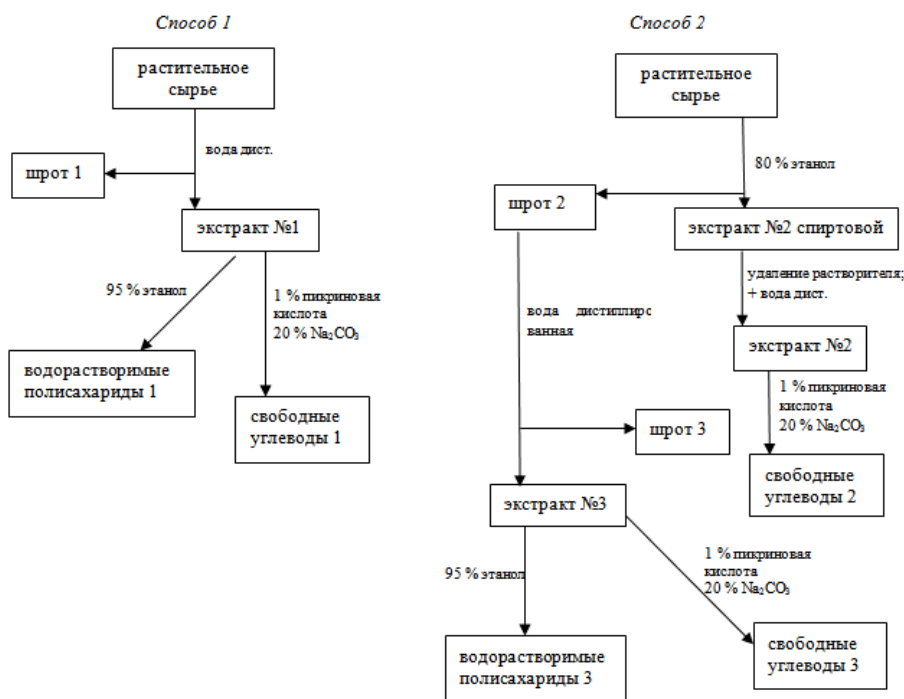 Способ 1
растительное
сырье
вода дист.
шрот 1
экстракт №1
95 % этанол
1 % пикриновая
кислота
20 % Na₂CO₃
водорастворимые
полисахариды 1
свободные
углеводы 1
Способ 2
растительное
сырье
80 % этанол
шрот 2
экстракт №2 спиртовой
удаление растворителя;
+ вода дист.
вода дистиллиро
ванная
экстракт №2
1 % пикриновая
кислота
20 % Na₂CO₃
шрот 3
свободные
углеводы 2
экстракт №3
95 % этанол
1 % пикриновая
кислота
20 % Na₂CO₃
водорастворимые
полисахариды 3
свободные
углеводы 3